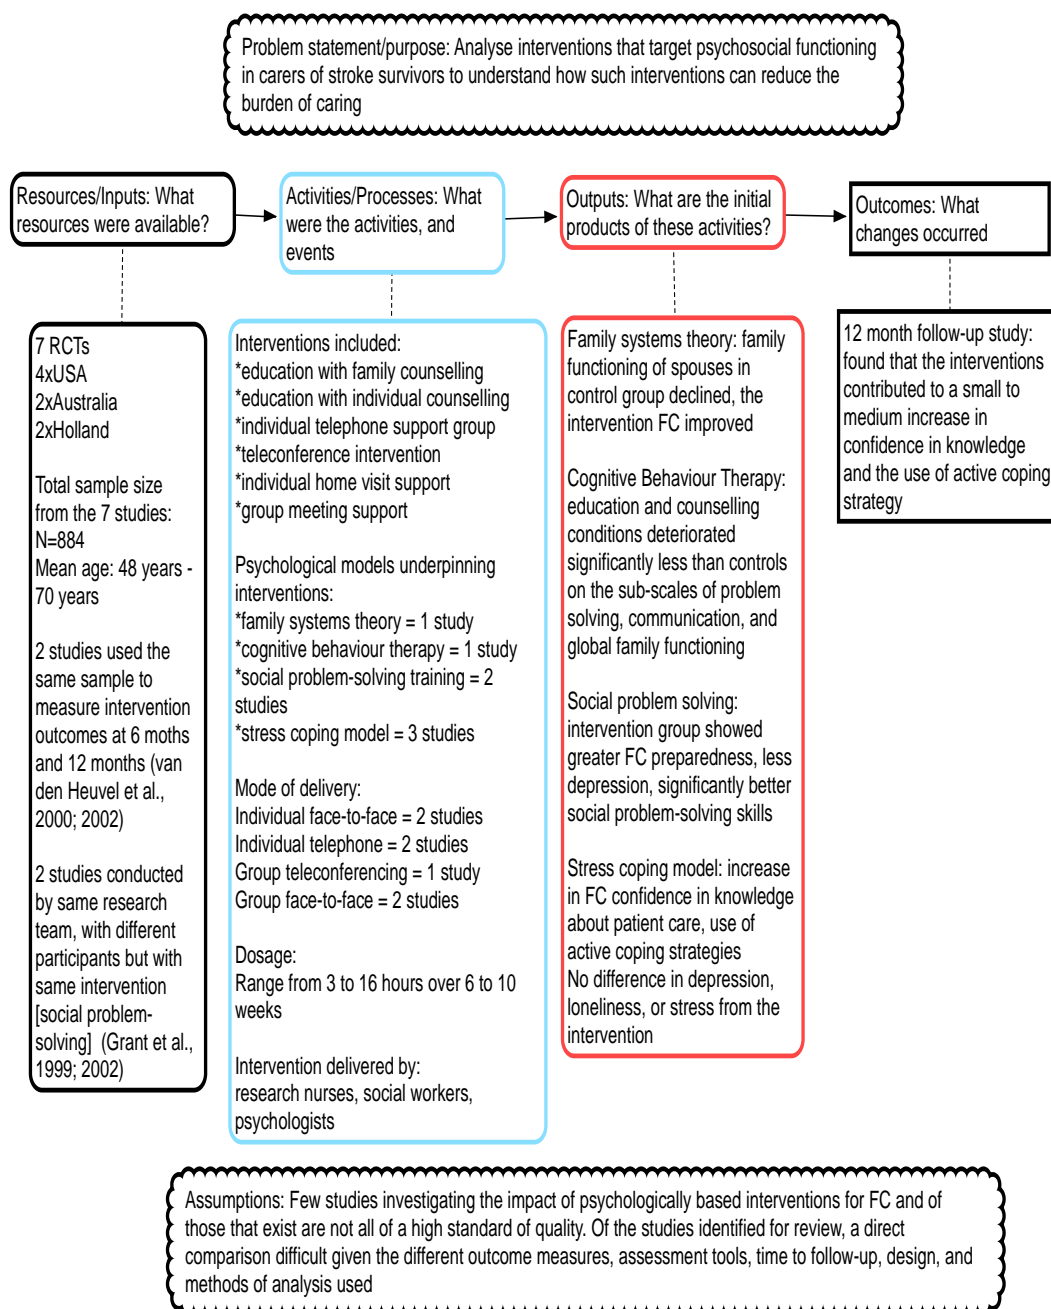 Problem statement/purpose: Analyse interventions that target psychosocial functioning
in carers of stroke survivors to understand how such interventions can reduce the
burden of caring
Resources/Inputs: What
resources were available?
Activities/Processes: What
were the activities, and
events
Outputs: What are the initial
products of these activities?
Outcomes: What
changes occurred
7 RCTs
4xUSA
2xAustralia
2xHolland
Total sample size
from the 7 studies:
N=884
Mean age: 48 years -
70 years
2 studies used the
same sample to
measure intervention
outcomes at 6 moths
and 12 months (van
den Heuvel et al.,
2000; 2002)
2 studies conducted
by same research
team, with different
participants but with
same intervention
[social problem-
solving]  (Grant et al.,
1999; 2002)
Interventions included:
*education with family counselling
*education with individual counselling
*individual telephone support group
*teleconference intervention
*individual home visit support
*group meeting support
Psychological models underpinning
interventions:
*family systems theory = 1 study
*cognitive behaviour therapy = 1 study
*social problem-solving training = 2
studies
*stress coping model = 3 studies
Mode of delivery:
Individual face-to-face = 2 studies
Individual telephone = 2 studies
Group teleconferencing = 1 study
Group face-to-face = 2 studies
Dosage:
Range from 3 to 16 hours over 6 to 10
weeks
Intervention delivered by:
research nurses, social workers,
psychologists
Family systems theory: family
functioning of spouses in
control group declined, the
intervention FC improved
Cognitive Behaviour Therapy:
education and counselling
conditions deteriorated
significantly less than controls
on the sub-scales of problem
solving, communication, and
global family functioning
Social problem solving:
intervention group showed
greater FC preparedness, less
depression, significantly better
social problem-solving skills
Stress coping model: increase
in FC confidence in knowledge
about patient care, use of
active coping strategies
No difference in depression,
loneliness, or stress from the
intervention
12 month follow-up study:
found that the interventions
contributed to a small to
medium increase in
confidence in knowledge
and the use of active coping
strategy
Assumptions: Few studies investigating the impact of psychologically based interventions for FC and of
those that exist are not all of a high standard of quality. Of the studies identified for review, a direct
comparison difficult given the different outcome measures, assessment tools, time to follow-up, design, and
methods of analysis used